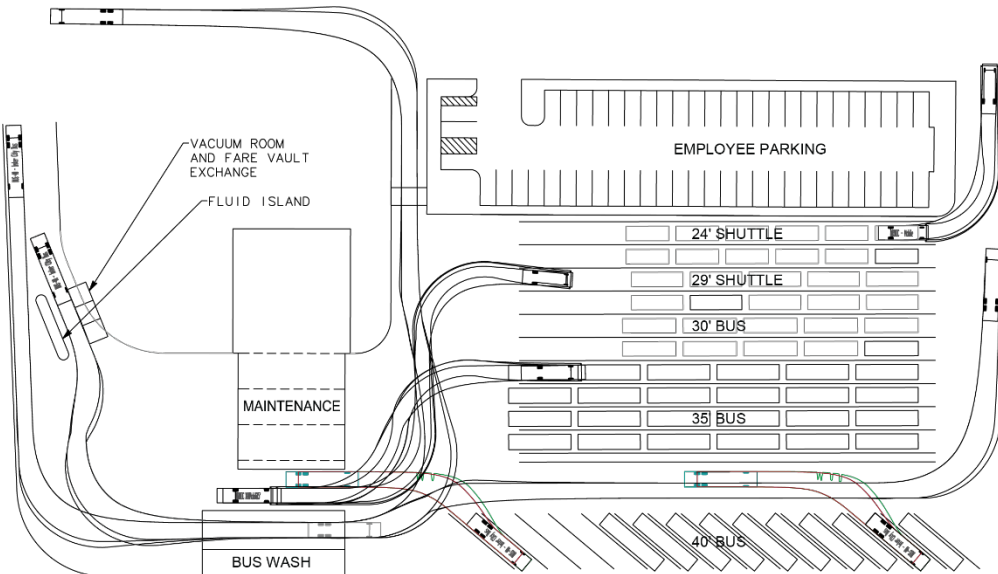 VACUUM ROOM
AND FARE VAULT
EXCHANGE
FLUID ISLAND
EMPLOYEE PARKING
24' SHUTTLE
29' SHUTTLE
30' BUS
MAINTENANCE
35' BUS
40' BUS
BUS WASH